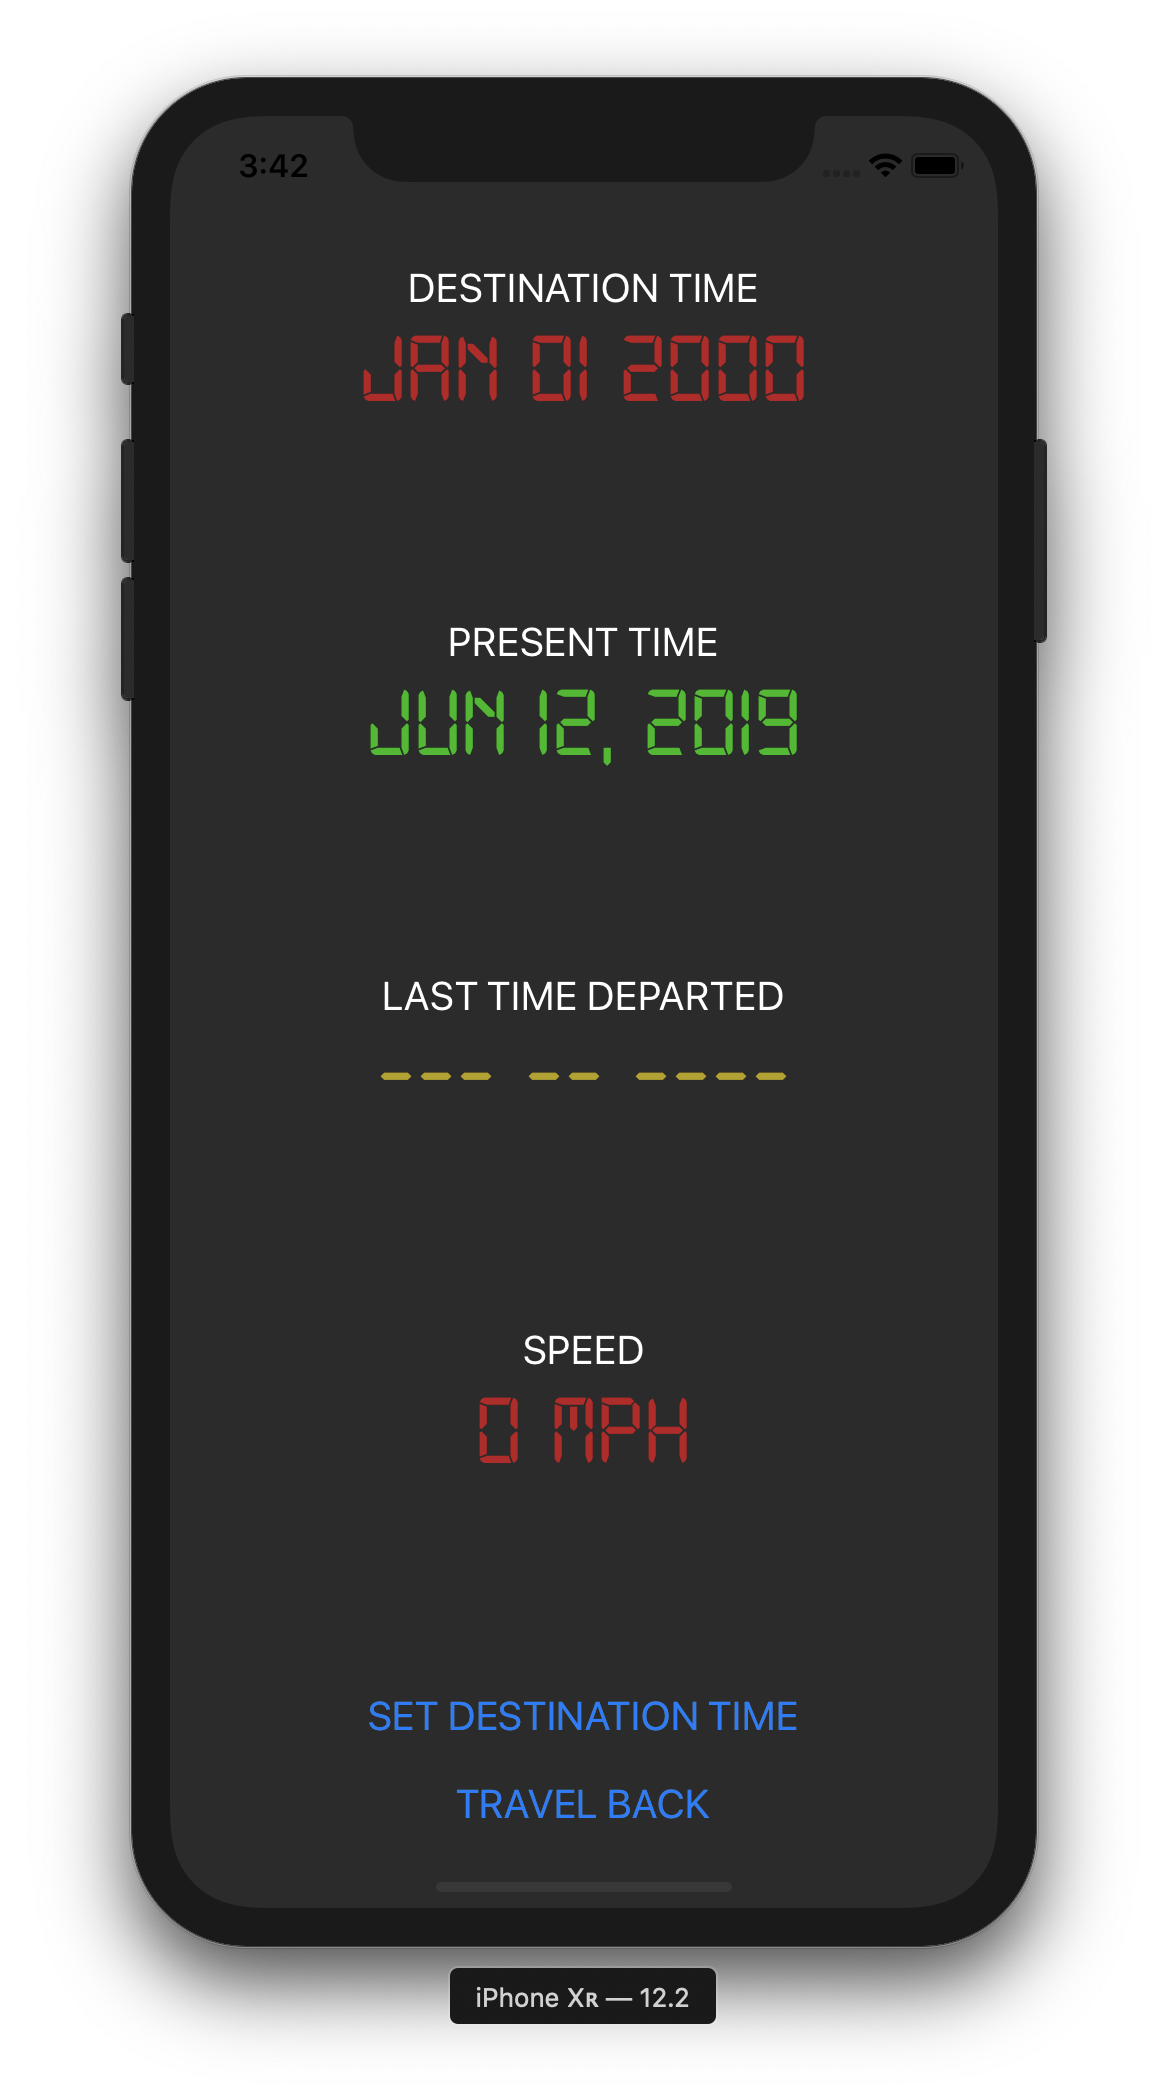 3:42
DESTINATION TIME
JAN 01 2000
PRESENT TIME
JUN 12, 2019
LAST TIME DEPARTED
--- -- ----
SPEED
0 MPH
SET DESTINATION TIME
TRAVEL BACK
iPhone XR — 12.2